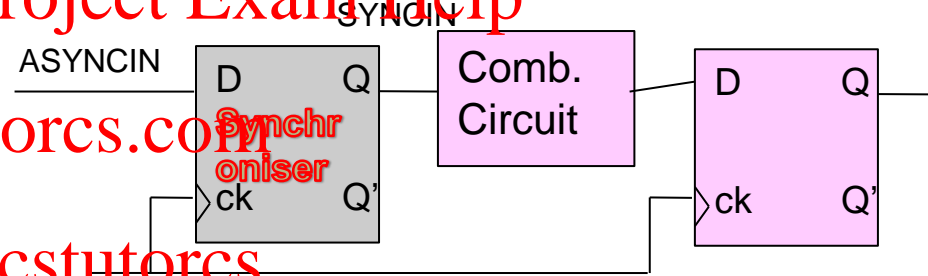 roject Exam Help
SYNCIN
ASYNCIN
D Q
Comb.
Circuit
D Q
orcs.com
Synchr
oniser
ck Q'
ck Q'
cstutorcs